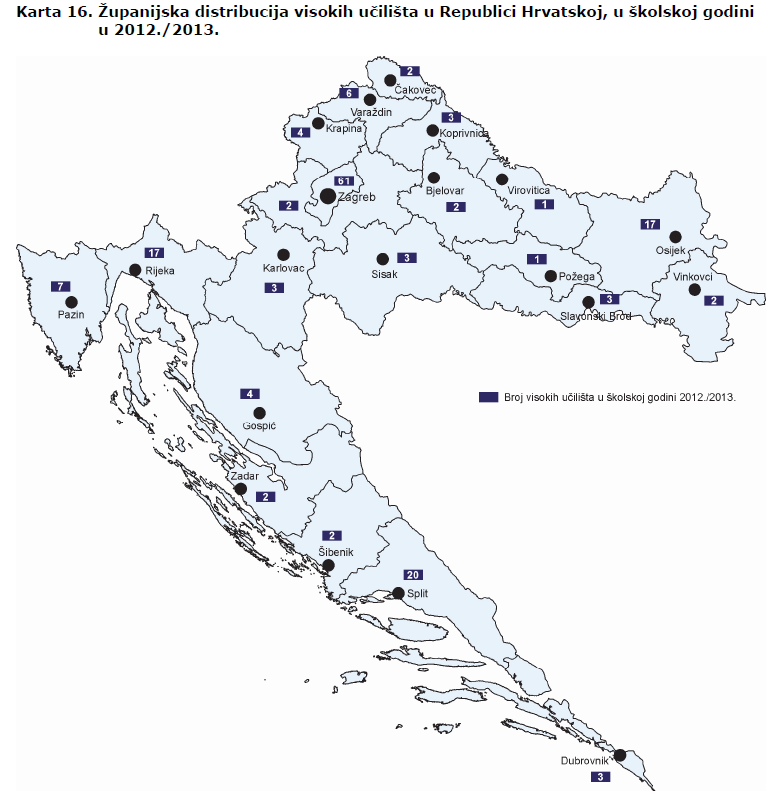 Karta 16. Županijska distribucija visokih učilišta u Republici Hrvatskoj, u školskoj godini
u 2012./2013.
2
Čakovec
6
Varaždin
4
Krapina
3
Koprivnica
61
Zagreb
2
Bjelovar
2
Virovitica
1
17
Osijek
17
Rijeka
Karlovac
3
Sisak
3
1
Požega
Vinkovci
2
7
Pazin
3
Slavonski Brod
4
Gospić
Broj visokih učilišta u školskoj godini 2012./2013.
Zadar
2
2
Šibenik
20
Split
Dubrovnik
3